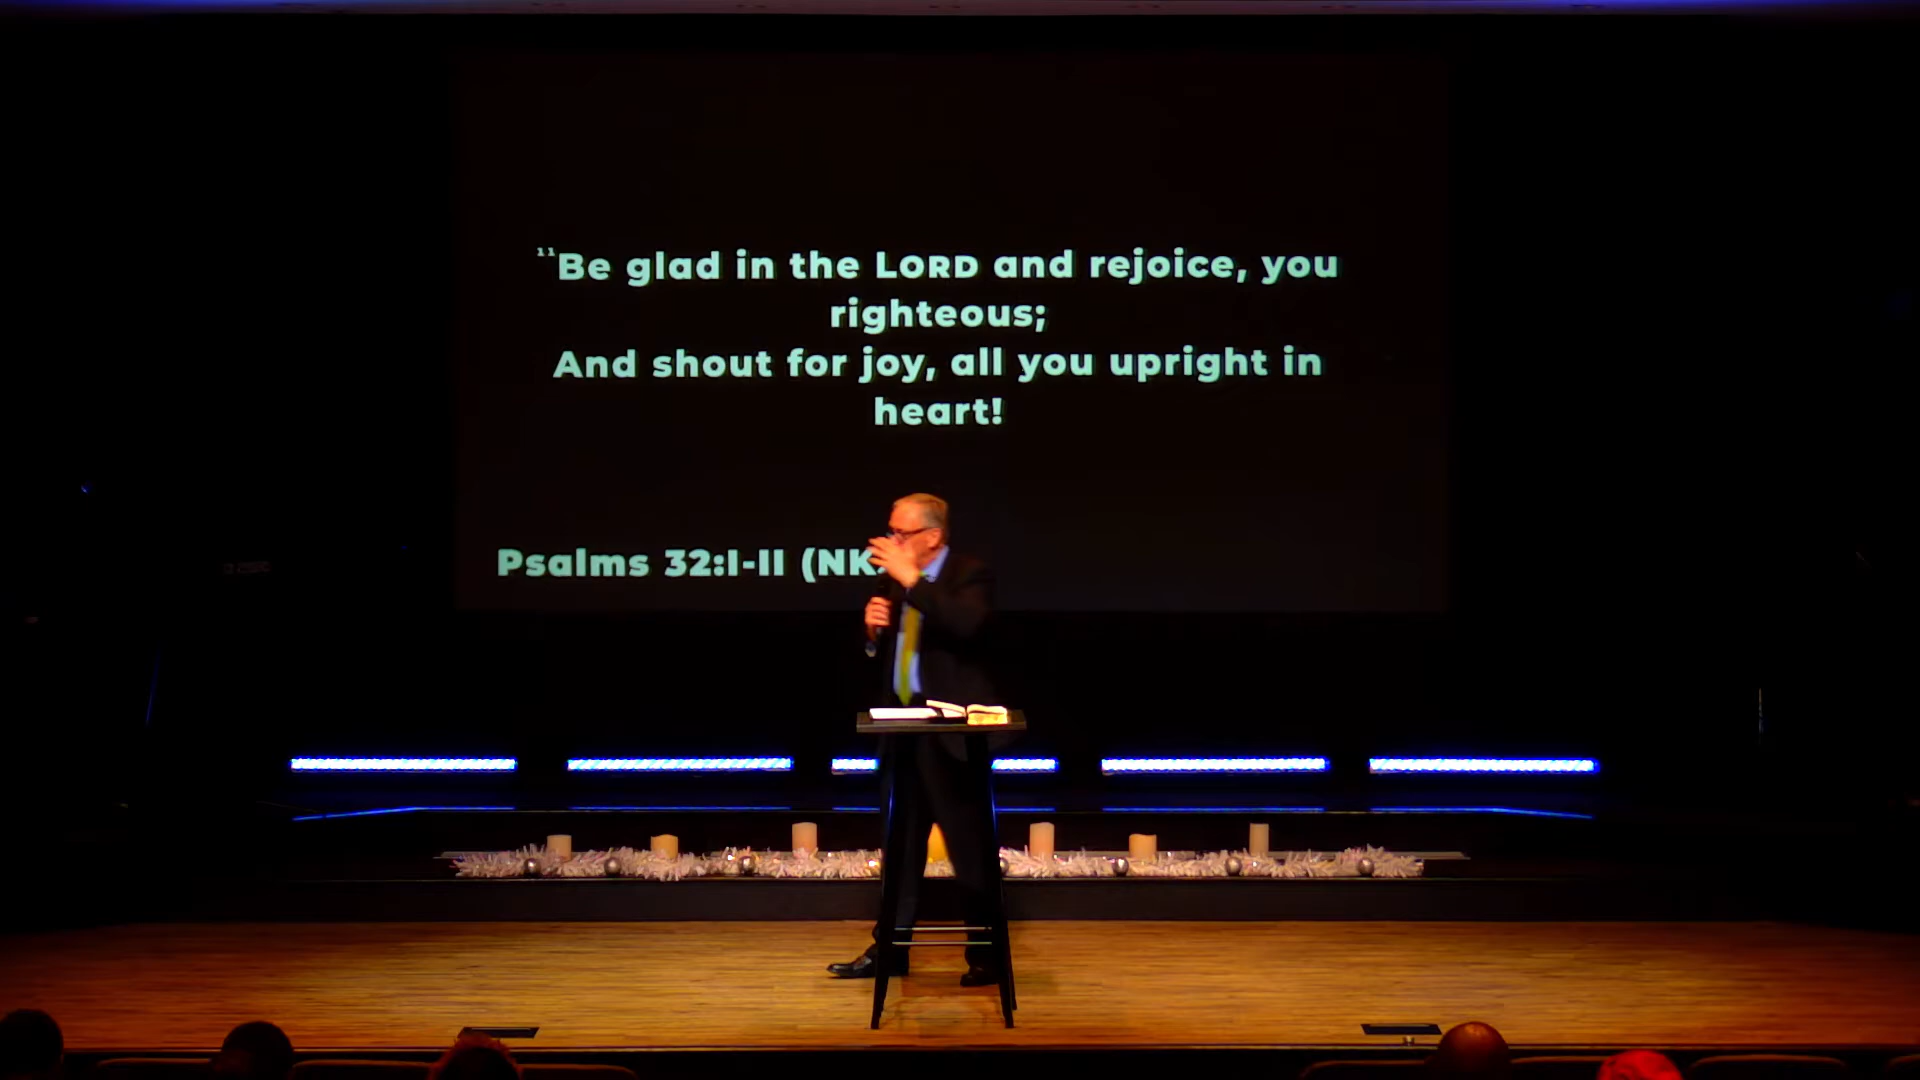 ¹¹Be glad in the LORD and rejoice, you
righteous;
And shout for joy, all you upright in
heart!
Psalms 32:1-11 (NK